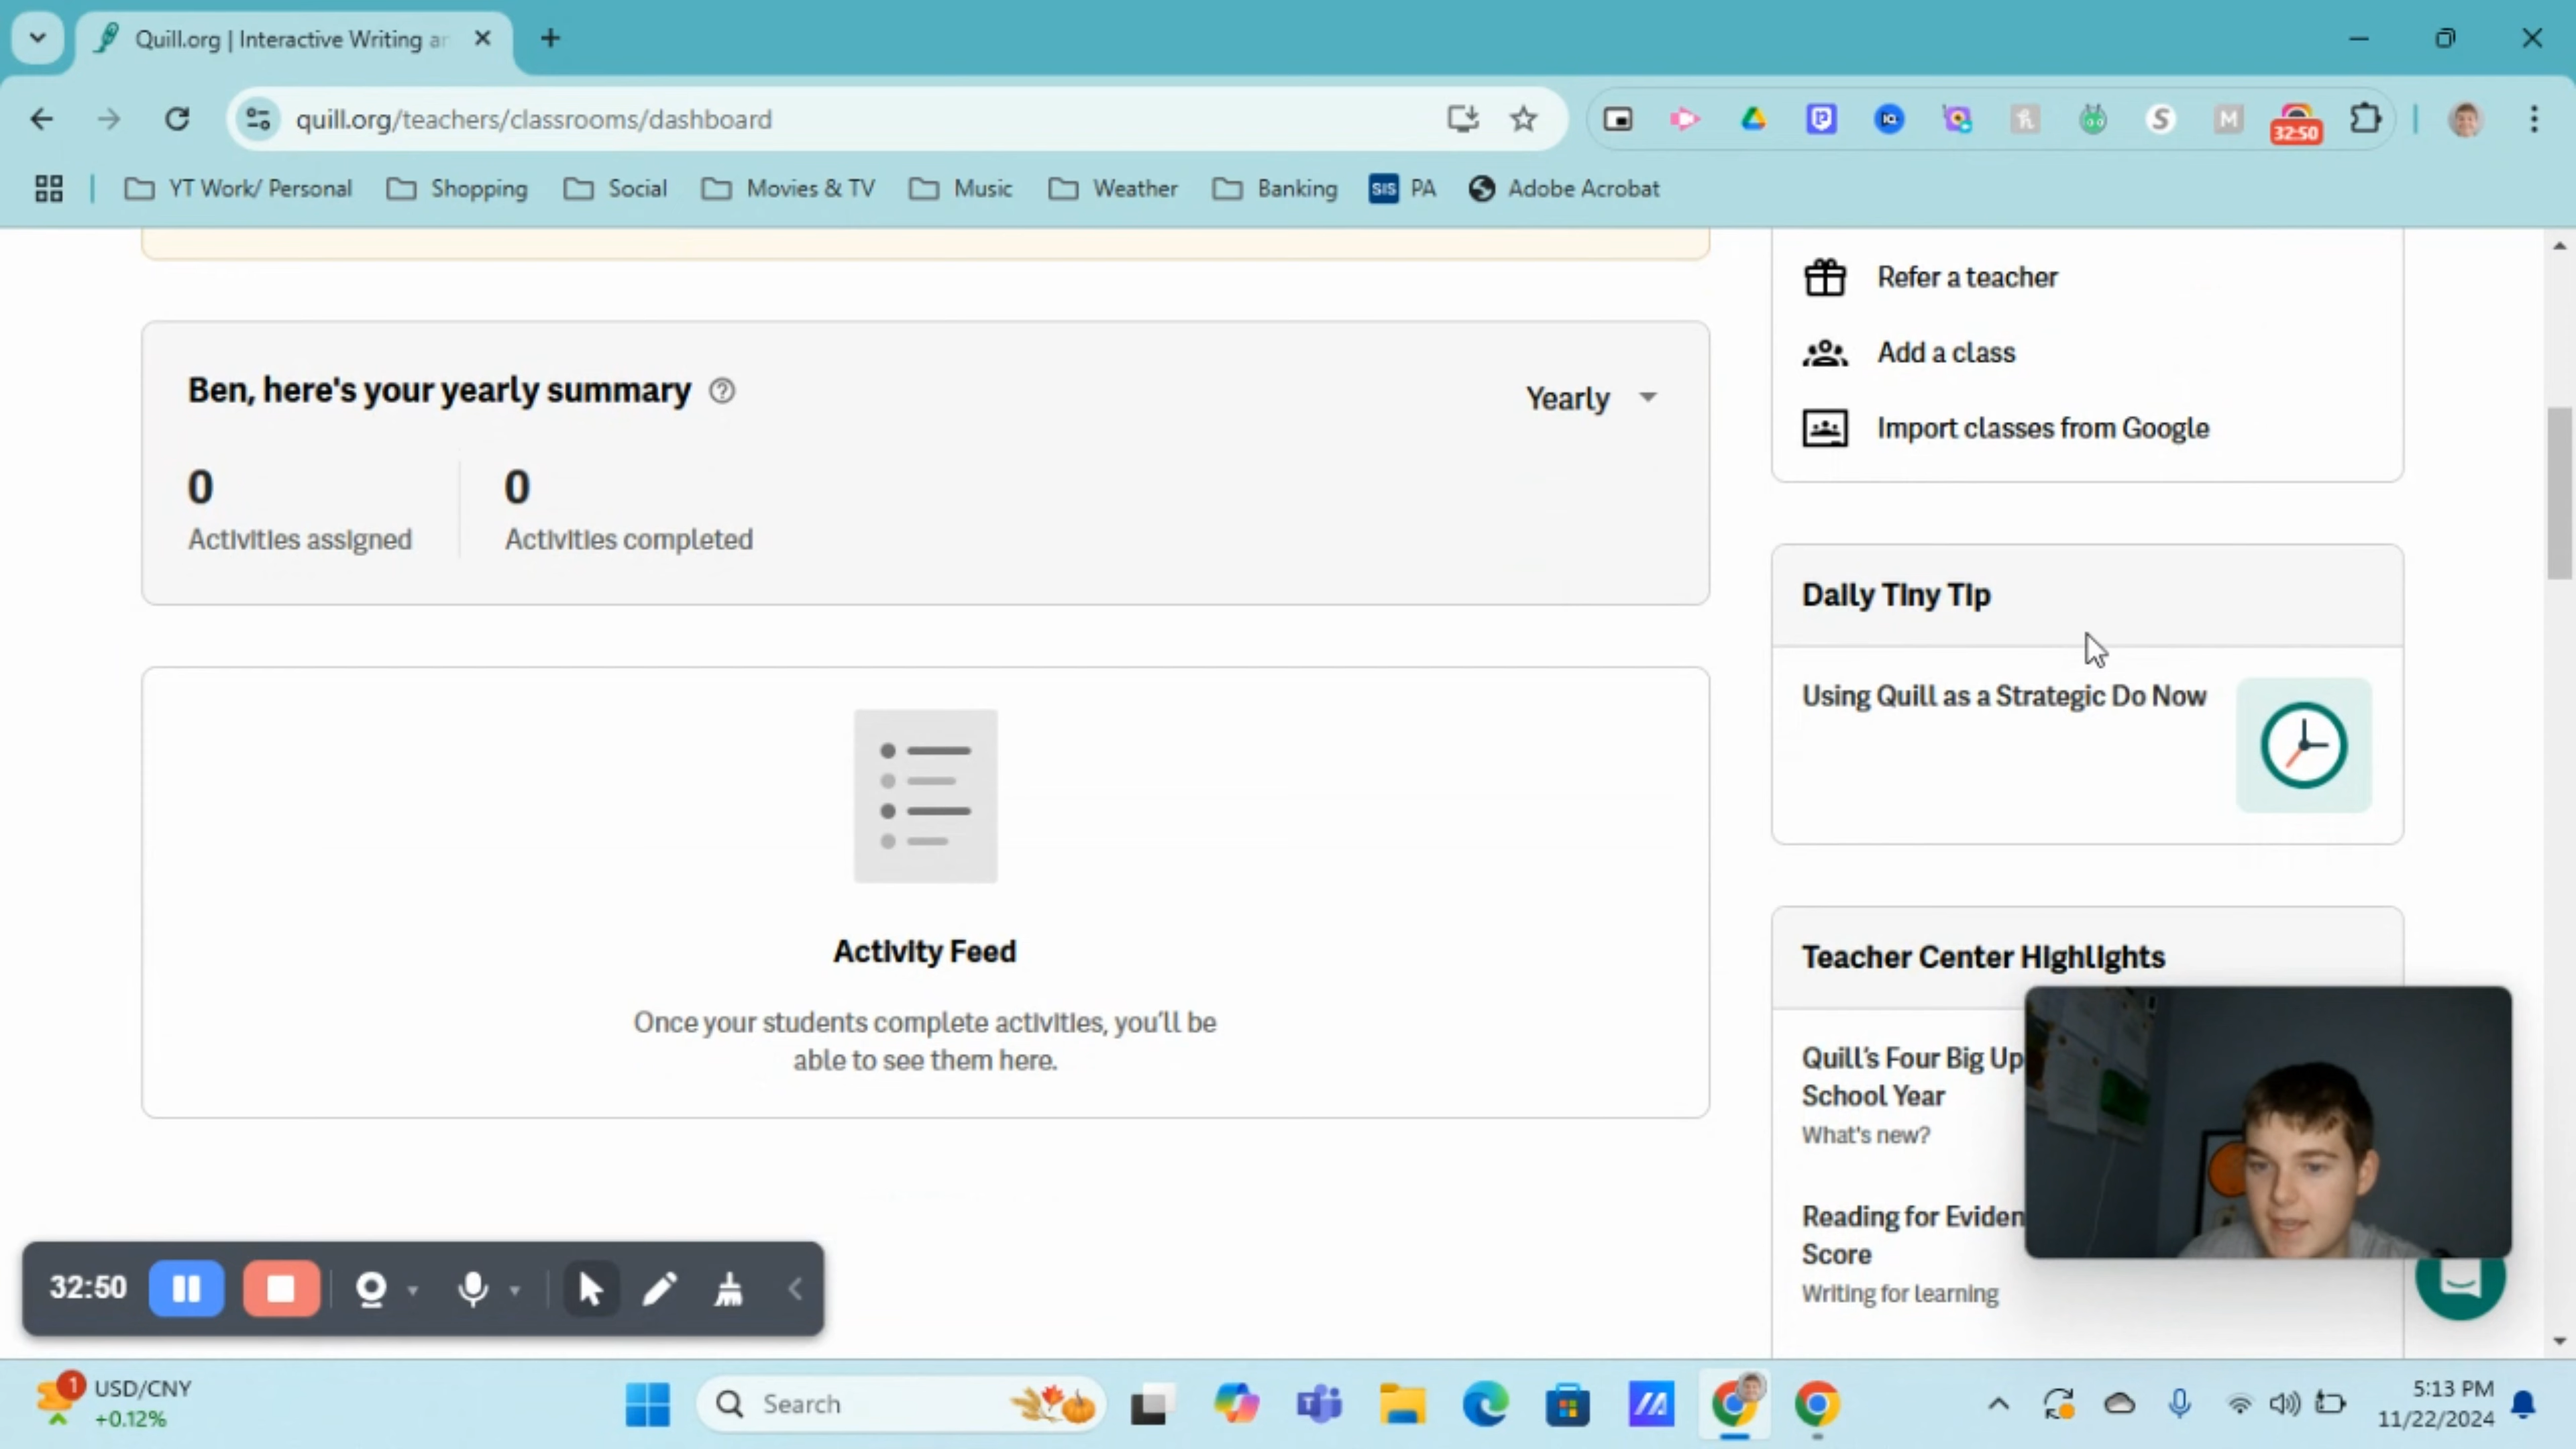 Quill.org | Interactive Writing ar
quill.org/teachers/classrooms/dashboard
32:50
YT Work/ Personal
Shopping
Social
Movies & TV
Music
Weather
Banking
SIS PA
Adobe Acrobat
Refer a teacher
Add a class
Import classes from Google
Ben, here's your yearly summary
Yearly
0
Activities assigned
0
Activities completed
Daily Tiny Tip
Using Quill as a Strategic Do Now
Activity Feed
Once your students complete activities, you'll be
able to see them here.
Teacher Center Highlights
Quill's Four Big Up
School Year
What's new?
Reading for Eviden
Score
Writing for learning
32:50
1
USD/CNY
+0.12%
Search
5:13 PM
11/22/2024